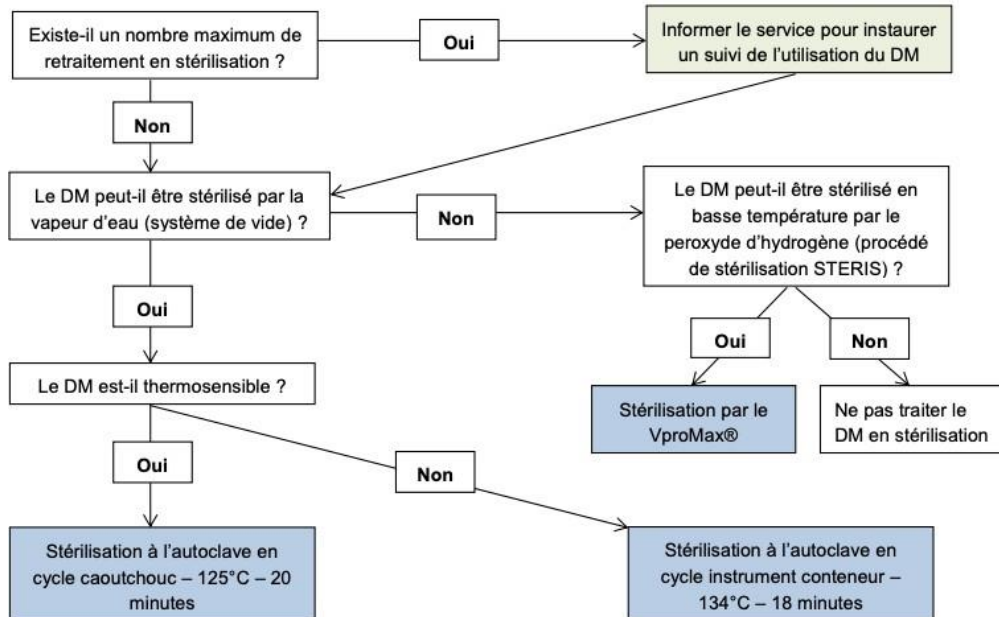 Existe-il un nombre maximum de
retraitement en stérilisation ?
Oui
Informer le service pour instaurer
un suivi de l'utilisation du DM
Non
Le DM peut-il être stérilisé par la
vapeur d'eau (système de vide) ?
Non
Le DM peut-il être stérilisé en
basse température par le
peroxyde d'hydrogène (procédé
de stérilisation STERIS) ?
Oui
Oui
Non
Le DM est-il thermosensible ?
Stérilisation par le
VproMax®
Ne pas traiter le
DM en stérilisation
Oui
Non
Stérilisation à l'autoclave en
cycle caoutchouc – 125°C – 20
minutes
Stérilisation à l'autoclave en
cycle instrument conteneur –
134°C – 18 minutes